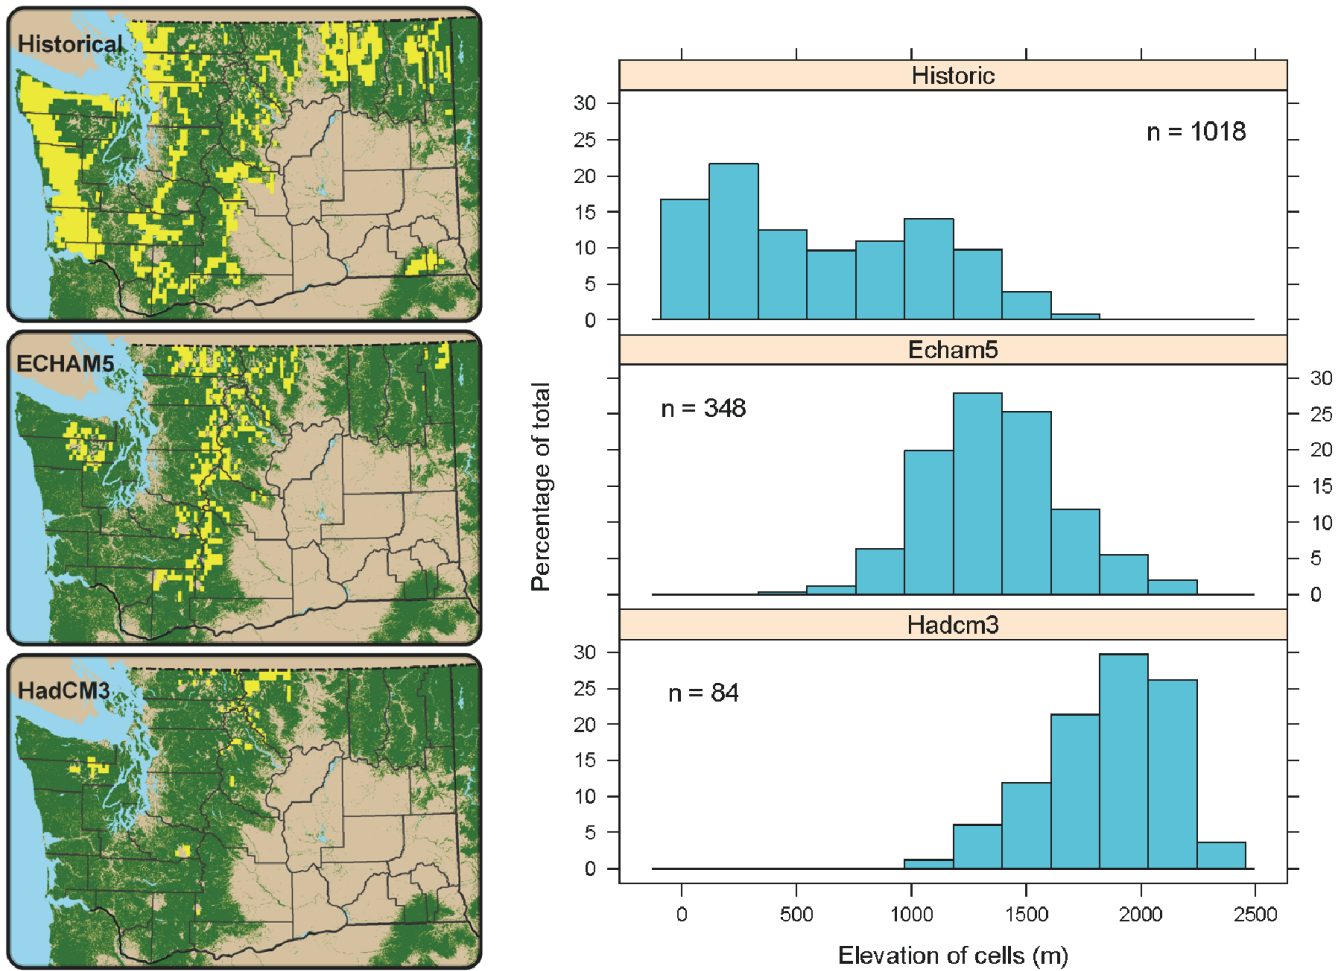 Historical
ECHAM5
HadCM3
Percentage of total
Historic
n = 1018
30
25
20
15
10
5
0
Echam5
n = 348
30
25
20
15
10
5
0
Hadcm3
n = 84
30
25
20
15
10
5
0
0 500 1000 1500 2000 2500
Elevation of cells (m)